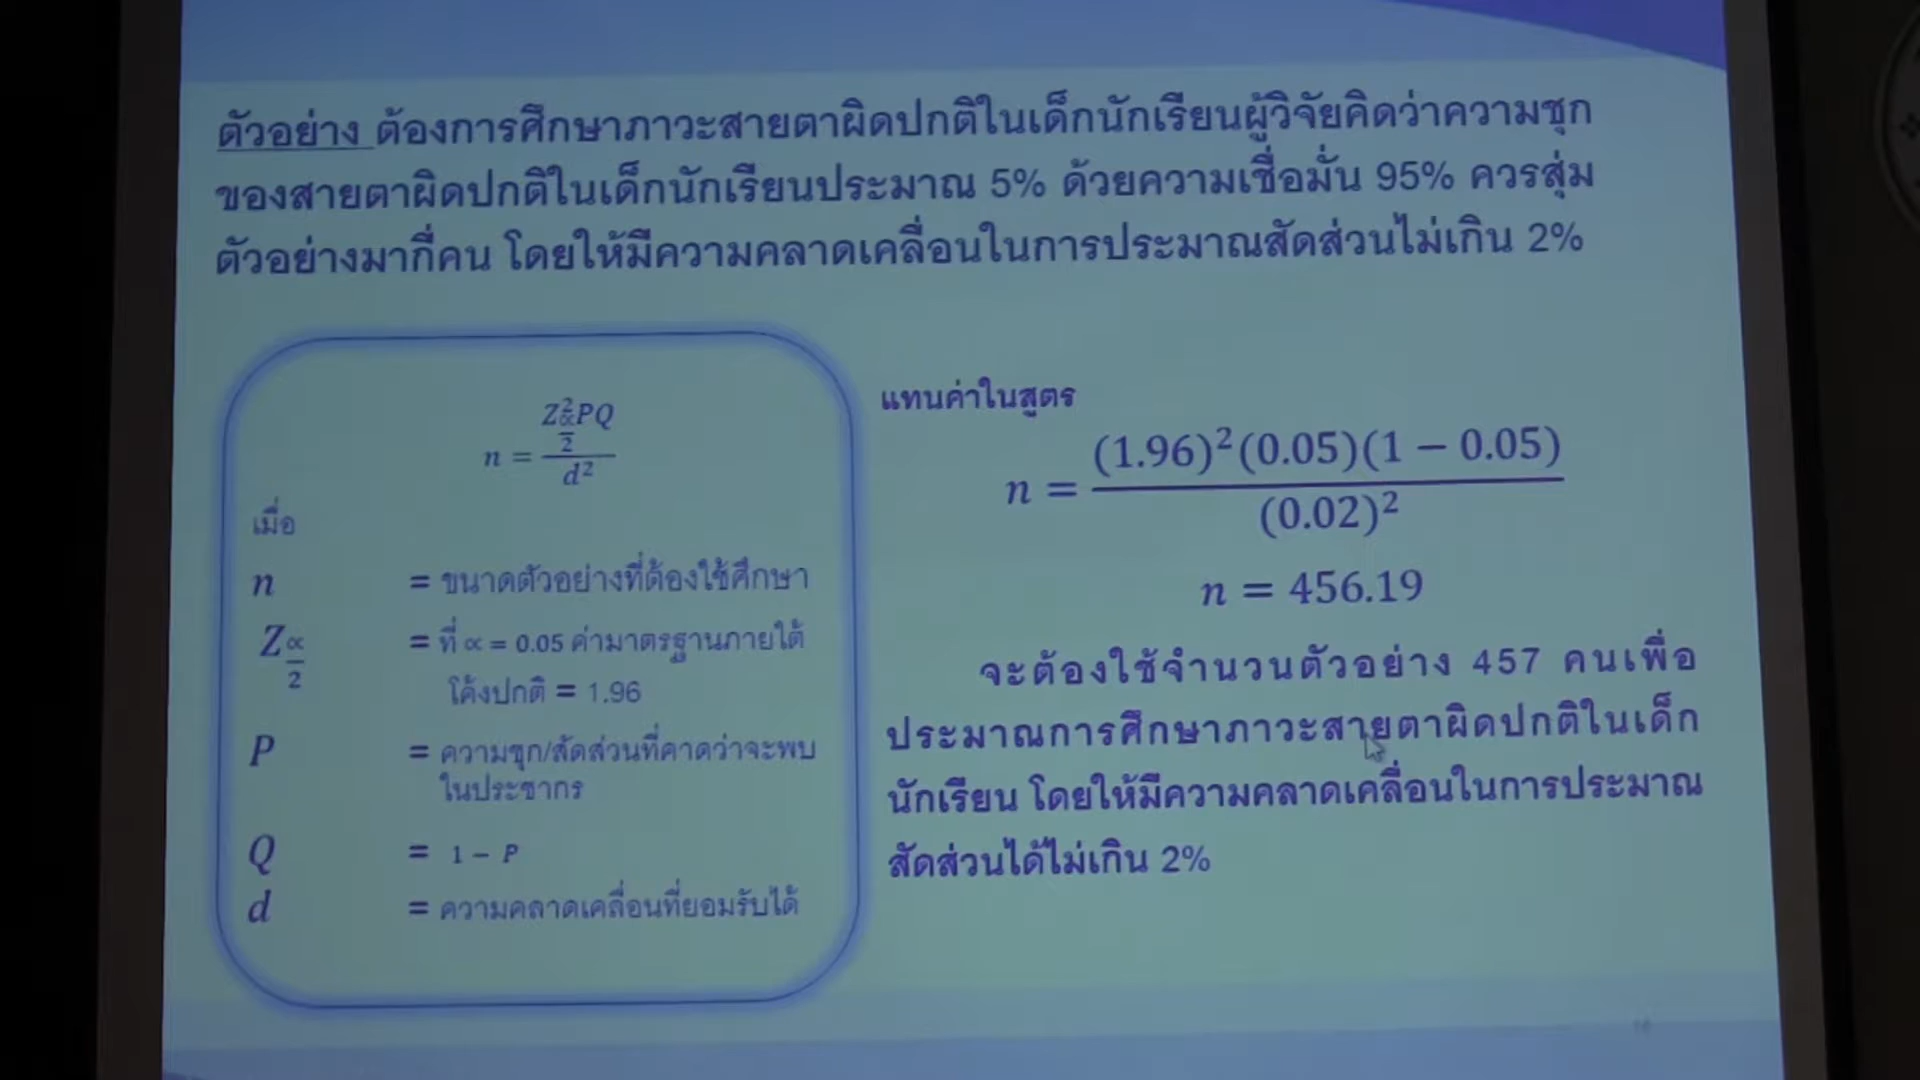 ตัวอย่าง ต้องการศึกษาภาวะสายตาผิดปกติในเด็กนักเรียนผู้วิจัยคิดว่าความชุก
ของสายตาผิดปกติในเด็กนักเรียนประมาณ 5% ด้วยความเชื่อมั่น 95% ควรสุ่ม
ตัวอย่างมากี่คน โดยให้มีความคลาดเคลื่อนในการประมาณสัดส่วนไม่เกิน 2%
n = Z²∝/2 PQ / d²
เมื่อ
n = ขนาดตัวอย่างที่ต้องใช้ศึกษา
Z∝/2 = ที่ ∝ = 0.05 ค่ามาตรฐานภายใต้
โค้งปกติ = 1.96
P = ความชุก/สัดส่วนที่คาดว่าจะพบ
ในประชากร
Q = 1 − P
d = ความคลาดเคลื่อนที่ยอมรับได้
แทนค่าในสูตร
n = (1.96)²(0.05)(1 − 0.05) / (0.02)²
n = 456.19
จะต้องใช้จำนวนตัวอย่าง 457 คนเพื่อ
ประมาณการศึกษาภาวะสายตาผิดปกติในเด็ก
นักเรียน โดยให้มีความคลาดเคลื่อนในการประมาณ
สัดส่วนได้ไม่เกิน 2%